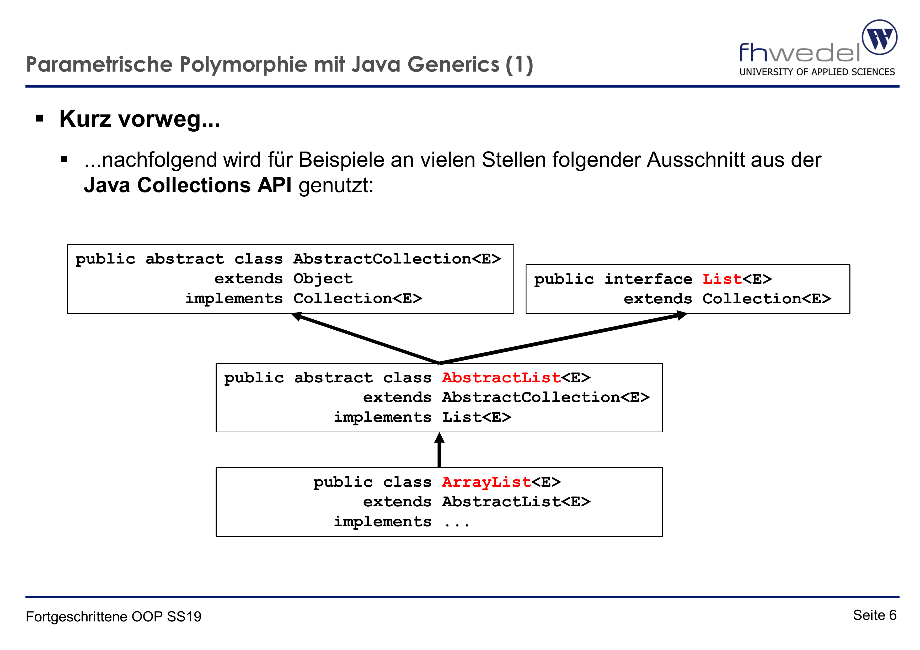 Parametrische Polymorphie mit Java Generics (1)
fhwedel W
UNIVERSITY OF APPLIED SCIENCES
▪ Kurz vorweg...
▪ ...nachfolgend wird für Beispiele an vielen Stellen folgender Ausschnitt aus der
Java Collections API genutzt:
public abstract class AbstractCollection<E>
extends Object
implements Collection<E>
public interface List<E>
extends Collection<E>
public abstract class AbstractList<E>
extends AbstractCollection<E>
implements List<E>
public class ArrayList<E>
extends AbstractList<E>
implements ...
Fortgeschrittene OOP SS19
Seite 6